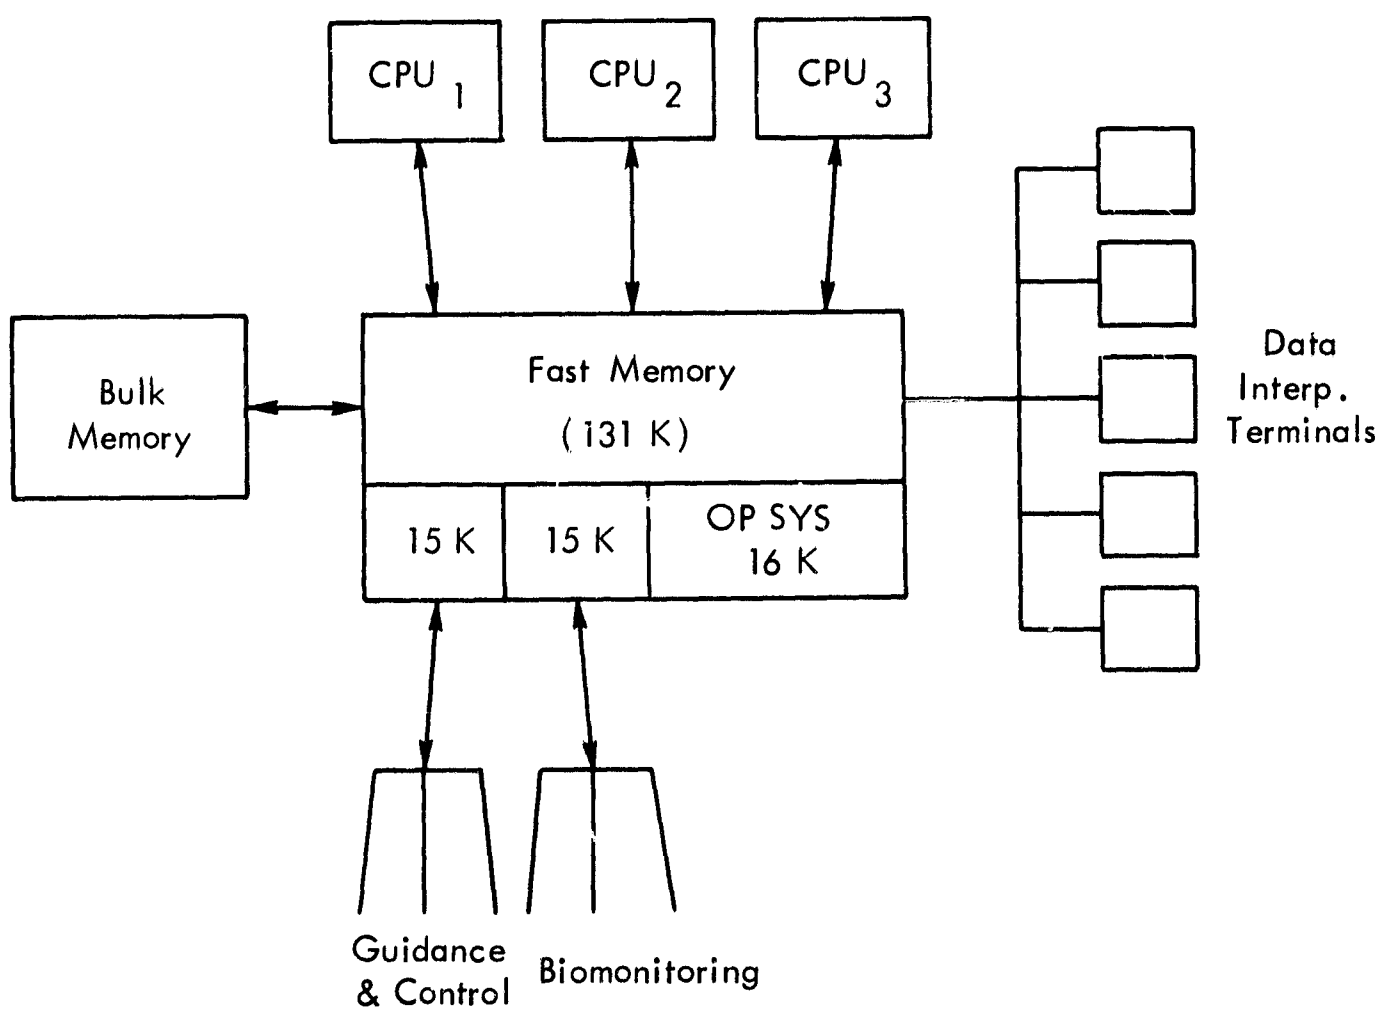 CPU 1
CPU 2
CPU 3
Bulk
Memory
Fast Memory
(131 K)
15 K
15 K
OP SYS
16 K
Data
Interp.
Terminals
Guidance
& Control
Biomonitoring